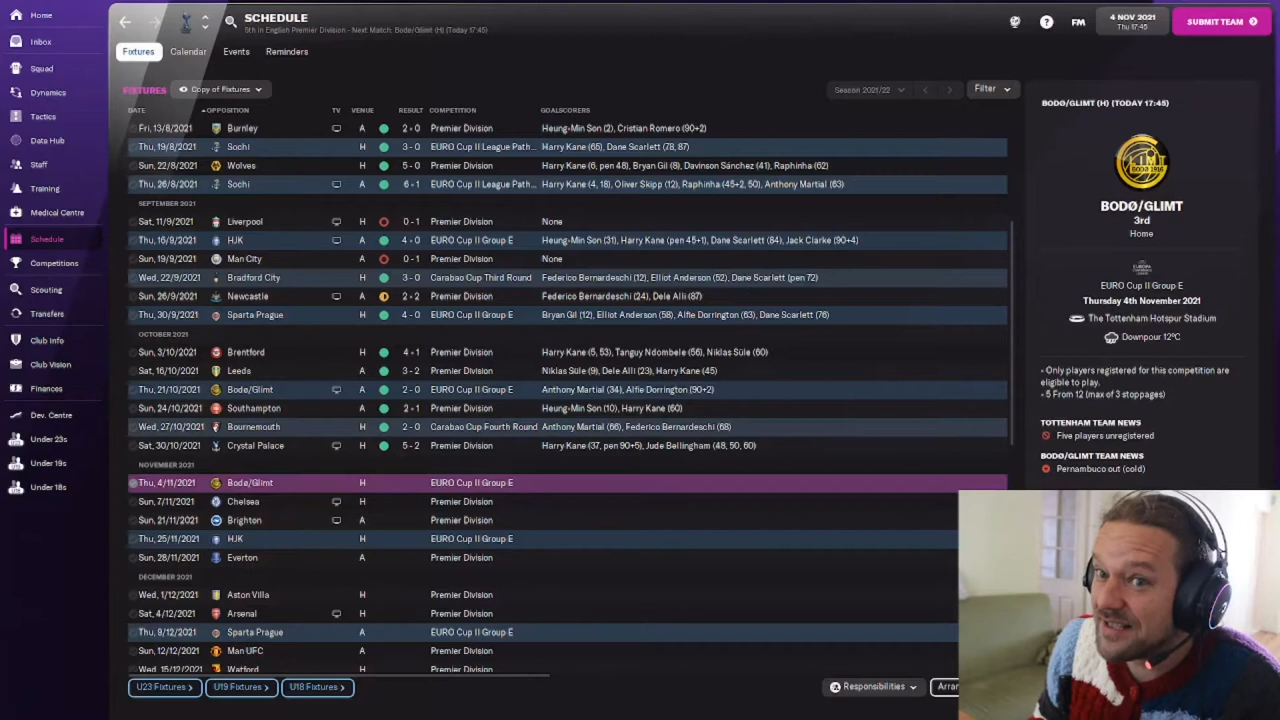 Home
Inbox
Squad
Dynamics
Tactics
Data Hub
Staff
Training
Medical Centre
Schedule
Competitions
Scouting
Transfers
Club Info
Club Vision
Finances
Dev. Centre
Under 23s
Under 19s
Under 18s
SCHEDULE
5th in English Premier Division - Next Match: Bodø/Glimt (H) (Today 17:45)
FM
4 NOV 2021
Thu 17:45
SUBMIT TEAM
Fixtures Calendar Events Reminders
FIXTURES Copy of Fixtures Season 2021/22 Filter
DATE OPPOSITION TV VENUE RESULT COMPETITION GOALSCORERS
Fri, 13/8/2021 Burnley A 2-0 Premier Division Heung-Min Son (2), Cristian Romero (90+2)
Thu, 19/8/2021 Sochi H 3-0 EURO Cup II League Path... Harry Kane (65), Dane Scarlett (78, 87)
Sun, 22/8/2021 Wolves A 5-0 Premier Division Harry Kane (6, pen 48), Bryan Gil (8), Davinson Sánchez (41), Raphinha (62)
Thu, 26/8/2021 Sochi A 6-1 EURO Cup II League Path... Harry Kane (4, 18), Oliver Skipp (12), Raphinha (45+2, 50), Anthony Martial (63)
SEPTEMBER 2021
Sat, 11/9/2021 Liverpool H 0-1 Premier Division None
Thu, 16/9/2021 HJK A 4-0 EURO Cup II Group E Heung-Min Son (31), Harry Kane (pen 45+1), Dane Scarlett (84), Jack Clarke (90+4)
Sun, 19/9/2021 Man City A 0-1 Premier Division None
Wed, 22/9/2021 Bradford City H 3-0 Carabao Cup Third Round Federico Bernardeschi (12), Elliot Anderson (52), Dane Scarlett (pen 72)
Sun, 26/9/2021 Newcastle A 2-2 Premier Division Federico Bernardeschi (24), Dele Alli (87)
Thu, 30/9/2021 Sparta Prague H 4-0 EURO Cup II Group E Bryan Gil (12), Elliot Anderson (58), Alfie Dorrington (63), Dane Scarlett (76)
OCTOBER 2021
Sun, 3/10/2021 Brentford H 4-1 Premier Division Harry Kane (5, 53), Tanguy Ndombele (56), Niklas Süle (60)
Sat, 16/10/2021 Leeds A 3-2 Premier Division Niklas Süle (9), Dele Alli (23), Harry Kane (45)
Thu, 21/10/2021 Bodø/Glimt A 2-0 EURO Cup II Group E Anthony Martial (34), Alfie Dorrington (90+2)
Sun, 24/10/2021 Southampton H 2-1 Premier Division Heung-Min Son (10), Harry Kane (60)
Wed, 27/10/2021 Bournemouth H 2-0 Carabao Cup Fourth Round Anthony Martial (66), Federico Bernardeschi (68)
Sat, 30/10/2021 Crystal Palace H 5-2 Premier Division Harry Kane (37, pen 90+5), Jude Bellingham (48, 50, 60)
NOVEMBER 2021
Thu, 4/11/2021 Bodø/Glimt H EURO Cup II Group E
Sun, 7/11/2021 Chelsea H Premier Division
Sun, 21/11/2021 Brighton A Premier Division
Thu, 25/11/2021 HJK H EURO Cup II Group E
Sun, 28/11/2021 Everton A Premier Division
DECEMBER 2021
Wed, 1/12/2021 Aston Villa H Premier Division
Sat, 4/12/2021 Arsenal H Premier Division
Thu, 9/12/2021 Sparta Prague A EURO Cup II Group E
Sun, 12/12/2021 Man UFC A Premier Division
Wed, 15/12/2021 Watford H Premier Division
U23 Fixtures U19 Fixtures U18 Fixtures Responsibilities
BODØ/GLIMT (H) (TODAY 17:45)
BODØ/GLIMT
3rd
Home
EURO Cup II Group E
Thursday 4th November 2021
The Tottenham Hotspur Stadium
Downpour 12°C
• Only players registered for this competition are
eligible to play.
• 5 From 12 (max of 3 stoppages)
TOTTENHAM TEAM NEWS
Five players unregistered
BODØ/GLIMT TEAM NEWS
Pernambuco out (cold)